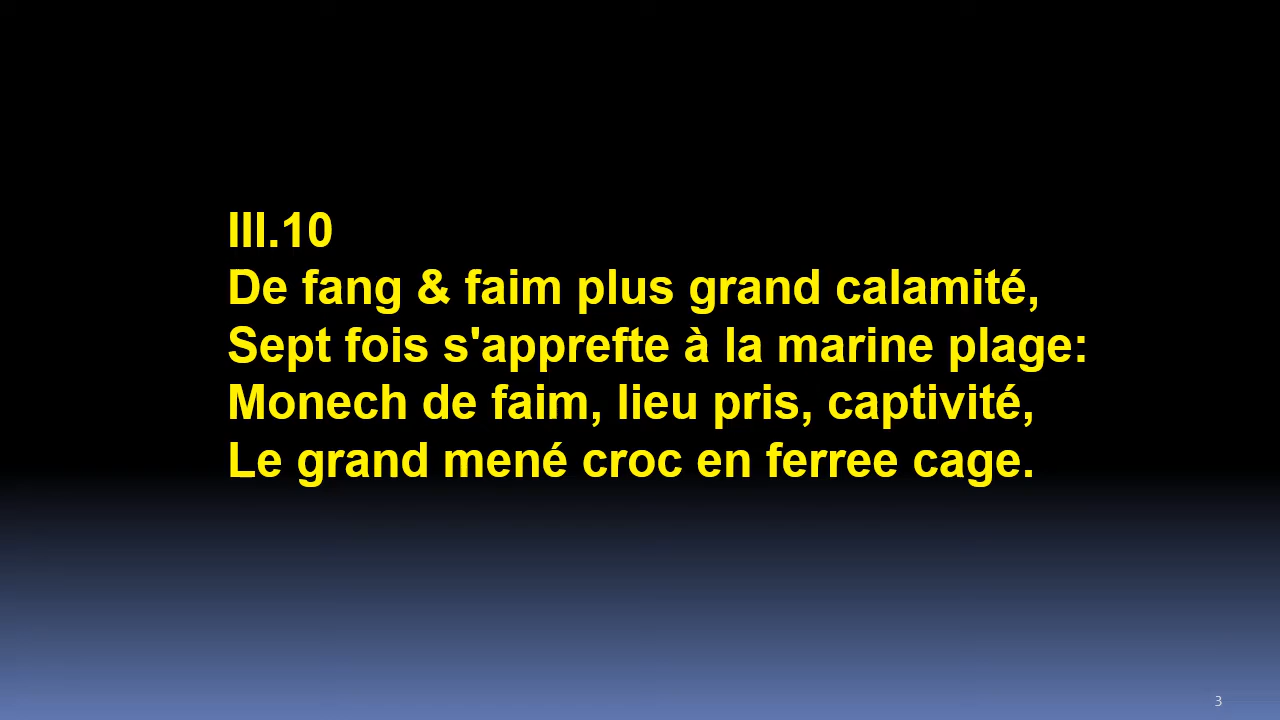 III.10
De fang & faim plus grand calamité,
Sept fois s'apprefte à la marine plage:
Monech de faim, lieu pris, captivité,
Le grand mené croc en ferree cage.
3